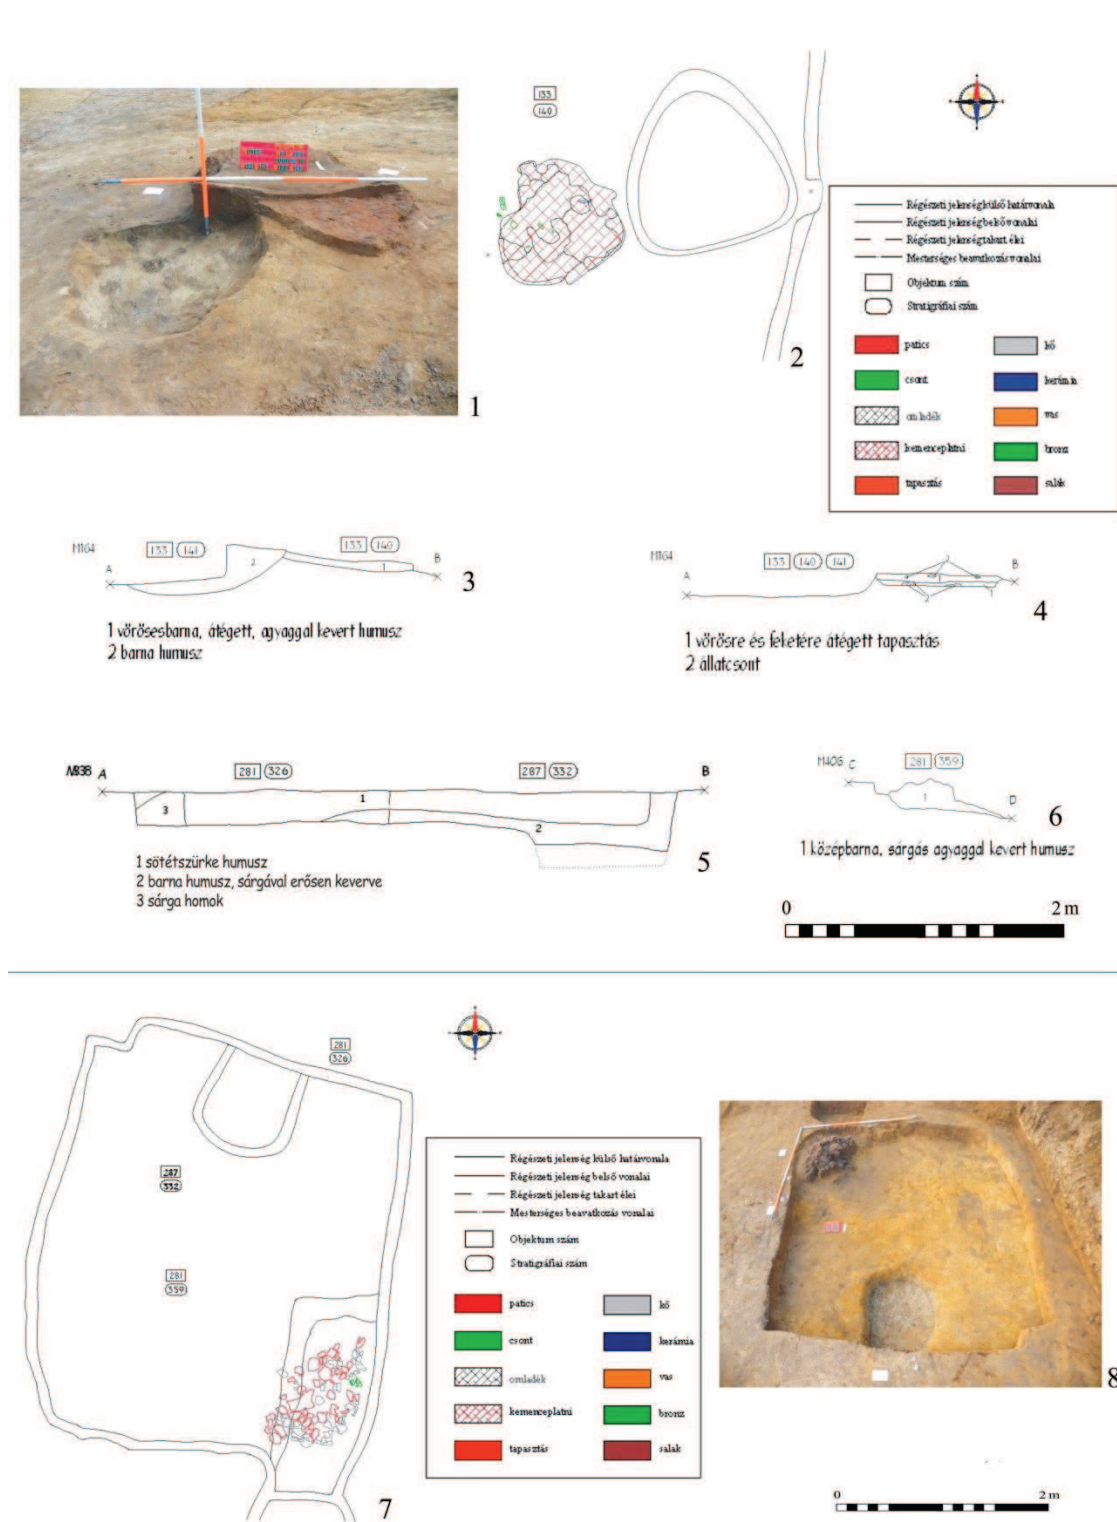 1
133
140
2
Régészeti jelenség külső határvonala
Régészeti jelenség belső vonalai
Régészeti jelenség takart élei
Mesterséges beavatkozás vonalai
Objektum szám
Stratigráfiai szám
patics
kő
csont
kerámia
omladék
vas
kemenceplatni
bronz
tapasztás
salak
M164
A
133 141
2
133 140
1
B
3
1 vörösesbarna, átégett, agyaggal kevert humusz
2 barna humusz
M164
A
133 140 141
2
1
1
2
B
4
1 vörösre és feketére átégett tapasztás
2 állatcsont
A
281 326
287 332
B
3
1
2
5
1 sötétszürke humusz
2 barna humusz, sárgával erősen keverve
3 sárga homok
M406
C
281 359
1
D
6
1 középbarna, sárgás agyaggal kevert humusz
0 2 m
281
326
287
332
281
359
7
Régészeti jelenség külső határvonala
Régészeti jelenség belső vonalai
Régészeti jelenség takart élei
Mesterséges beavatkozás vonalai
Objektum szám
Stratigráfiai szám
patics
kő
csont
kerámia
omladék
vas
kemenceplatni
bronz
tapasztás
salak
8
0 2 m